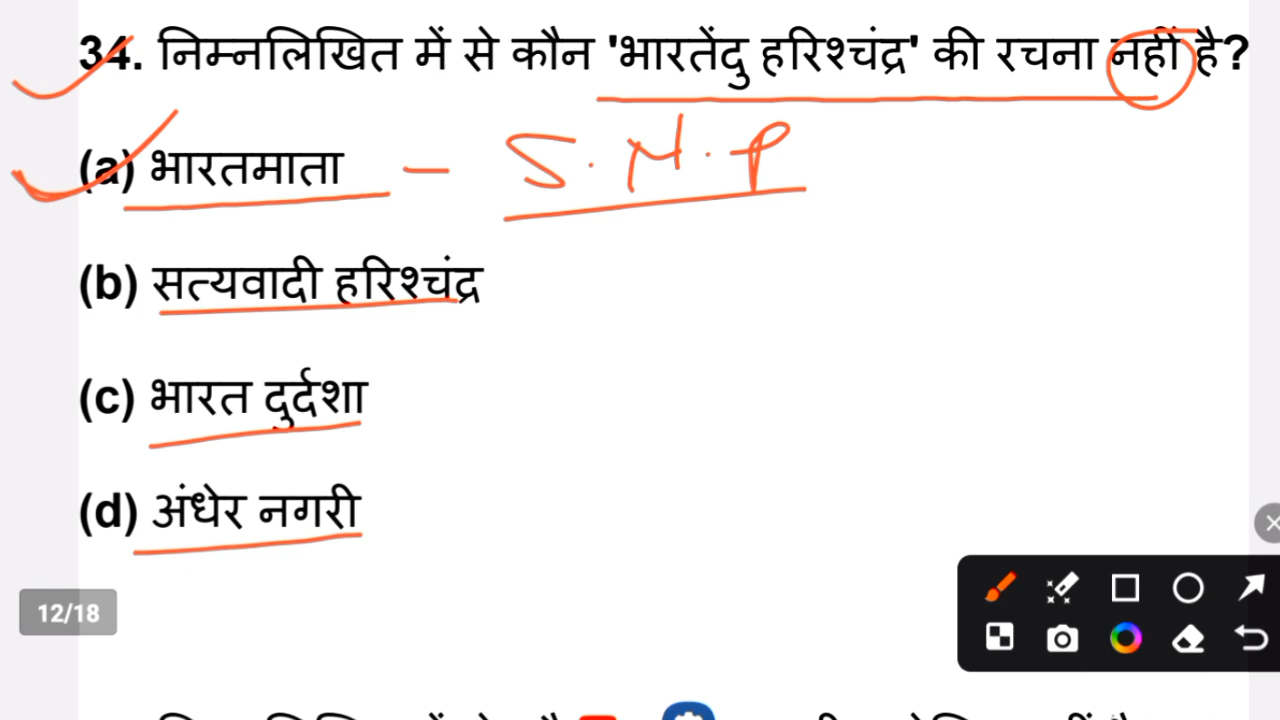 34. निम्नलिखित में से कौन 'भारतेंदु हरिश्चंद्र' की रचना नहीं है?
(a) भारतमाता – S.N.P
(b) सत्यवादी हरिश्चंद्र
(c) भारत दुर्दशा
(d) अंधेर नगरी
12/18